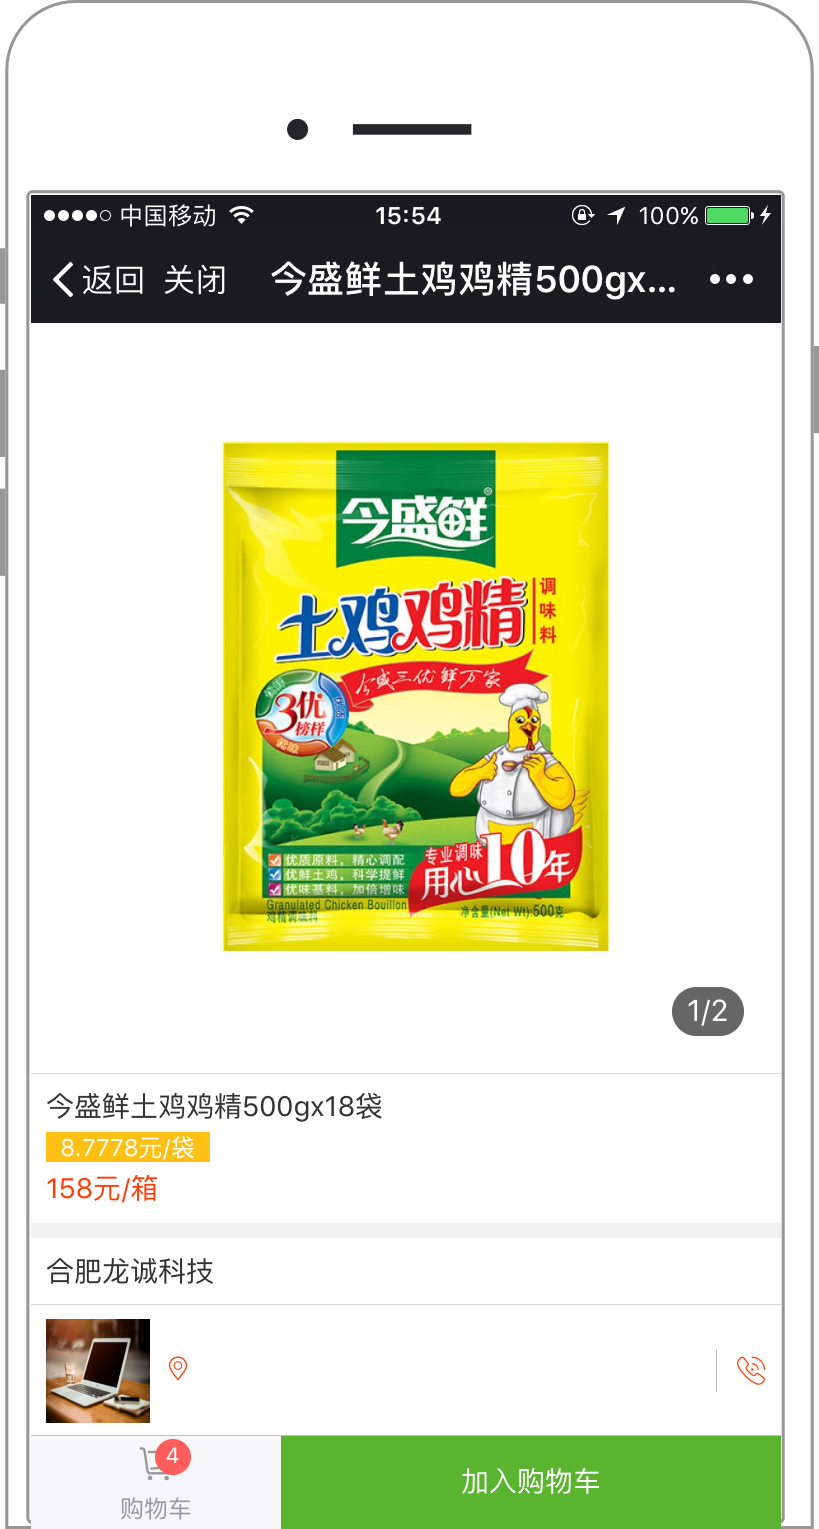 中国移动
15:54
100%
返回 关闭 今盛鲜土鸡鸡精500gx...
今盛鲜®
土鸡鸡精
调味料
今盛三优鲜万家
3优
榜样
专业调味
用心10年
优质原料，精心调配
优鲜土鸡，科学提鲜
优味基料，加倍增味
Granulated Chicken Bouillon
鸡精调味料
净含量(Net Wt):500克
1/2
今盛鲜土鸡鸡精500gx18袋
8.7778元/袋
158元/箱
合肥龙诚科技
4
购物车
加入购物车